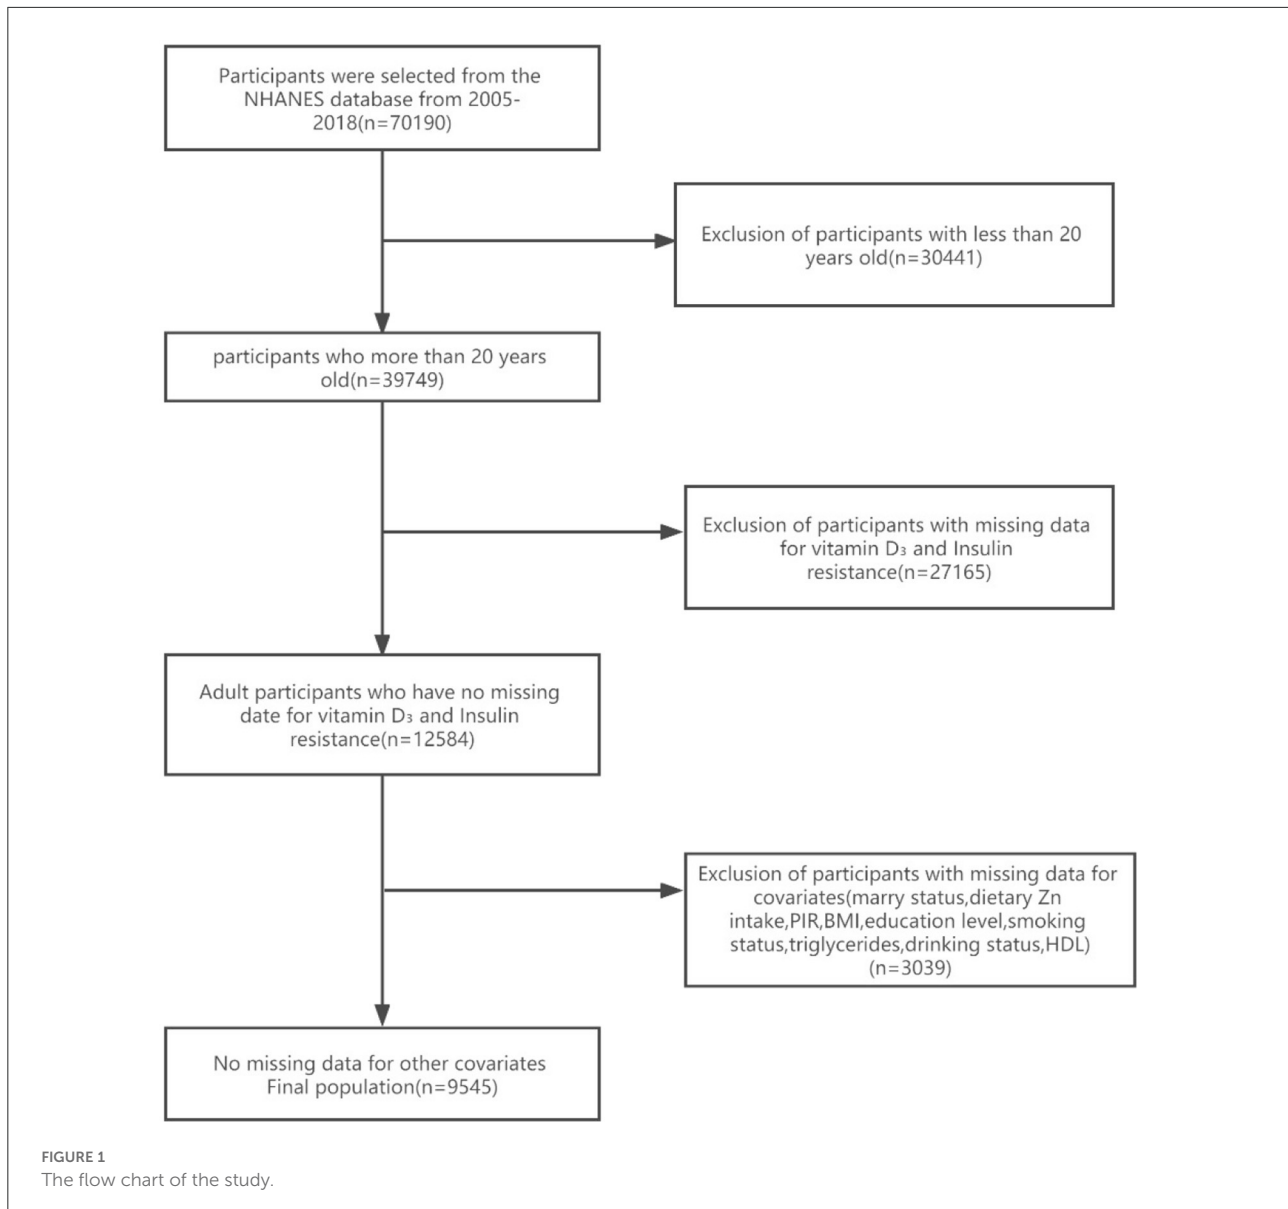 Participants were selected from the
NHANES database from 2005-
2018(n=70190)
Exclusion of participants with less than 20
years old(n=30441)
participants who more than 20 years
old(n=39749)
Exclusion of participants with missing data
for vitamin D₃ and Insulin
resistance(n=27165)
Adult participants who have no missing
date for vitamin D₃ and Insulin
resistance(n=12584)
Exclusion of participants with missing data for
covariates(marry status,dietary Zn
intake,PIR,BMI,education level,smoking
status,triglycerides,drinking status,HDL)
(n=3039)
No missing data for other covariates
Final population(n=9545)
FIGURE 1
The flow chart of the study.